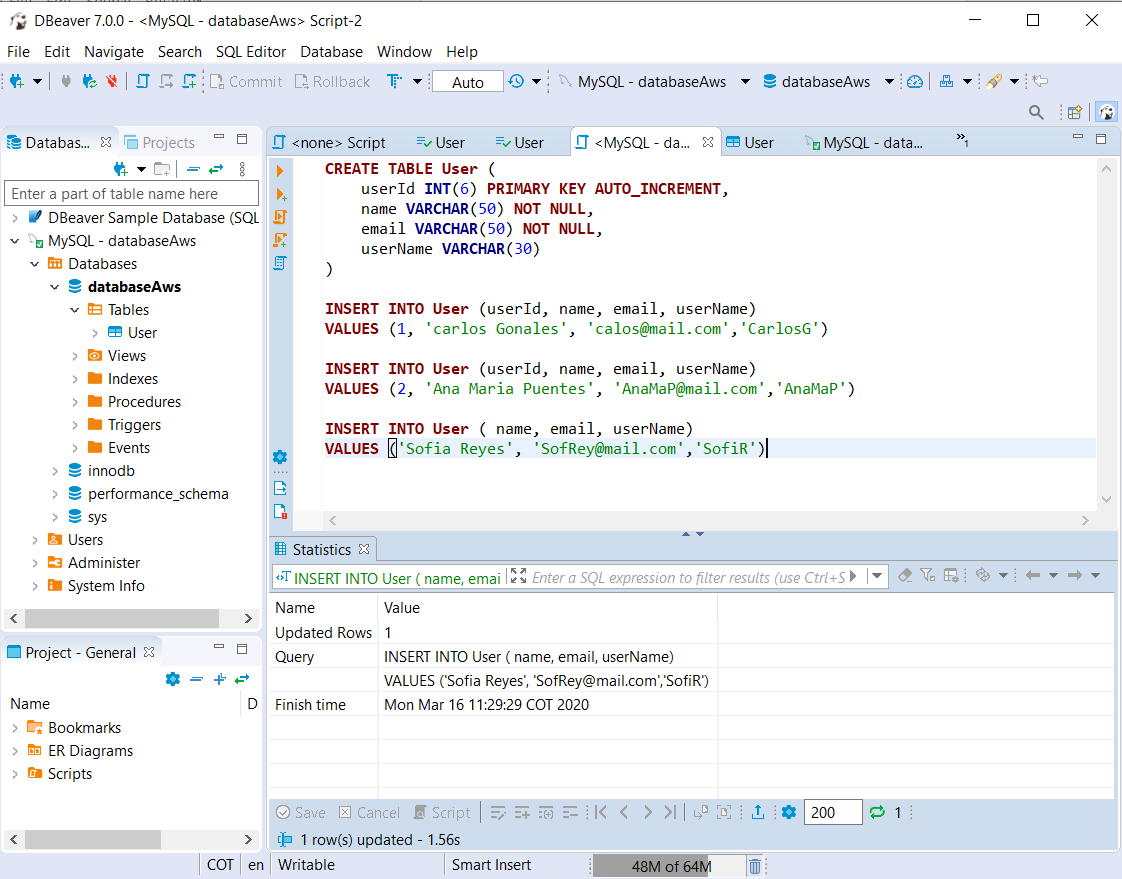 DBeaver 7.0.0 - <MySQL - databaseAws> Script-2
File Edit Navigate Search SQL Editor Database Window Help
Commit Rollback Auto MySQL - databaseAws databaseAws
Databas... Projects
Enter a part of table name here
DBeaver Sample Database (SQL
MySQL - databaseAws
Databases
databaseAws
Tables
User
Views
Indexes
Procedures
Triggers
Events
innodb
performance_schema
sys
Users
Administer
System Info
Project - General
Name D
Bookmarks
ER Diagrams
Scripts
<none> Script User User <MySQL - da... User MySQL - data... »1
CREATE TABLE User (
userId INT(6) PRIMARY KEY AUTO_INCREMENT,
name VARCHAR(50) NOT NULL,
email VARCHAR(50) NOT NULL,
userName VARCHAR(30)
)
INSERT INTO User (userId, name, email, userName)
VALUES (1, 'carlos Gonales', 'calos@mail.com','CarlosG')
INSERT INTO User (userId, name, email, userName)
VALUES (2, 'Ana Maria Puentes', 'AnaMaP@mail.com','AnaMaP')
INSERT INTO User ( name, email, userName)
VALUES ('Sofia Reyes', 'SofRey@mail.com','SofiR')
Statistics
INSERT INTO User ( name, emai Enter a SQL expression to filter results (use Ctrl+S
Name Value
Updated Rows 1
Query INSERT INTO User ( name, email, userName)
VALUES ('Sofia Reyes', 'SofRey@mail.com','SofiR')
Finish time Mon Mar 16 11:29:29 COT 2020
Save Cancel Script 200 1
1 row(s) updated - 1.56s
COT en Writable Smart Insert 48M of 64M